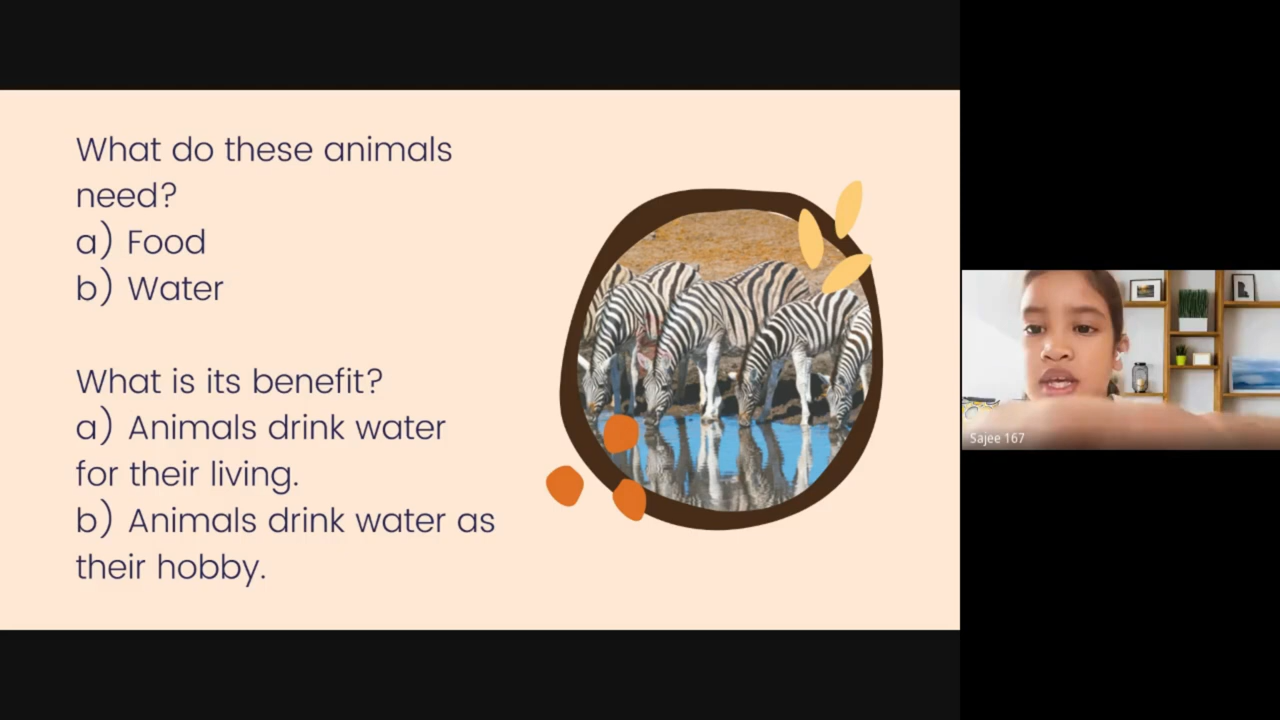 What do these animals
need?
a) Food
b) Water
What is its benefit?
a) Animals drink water
for their living.
b) Animals drink water as
their hobby.
Sajee 167